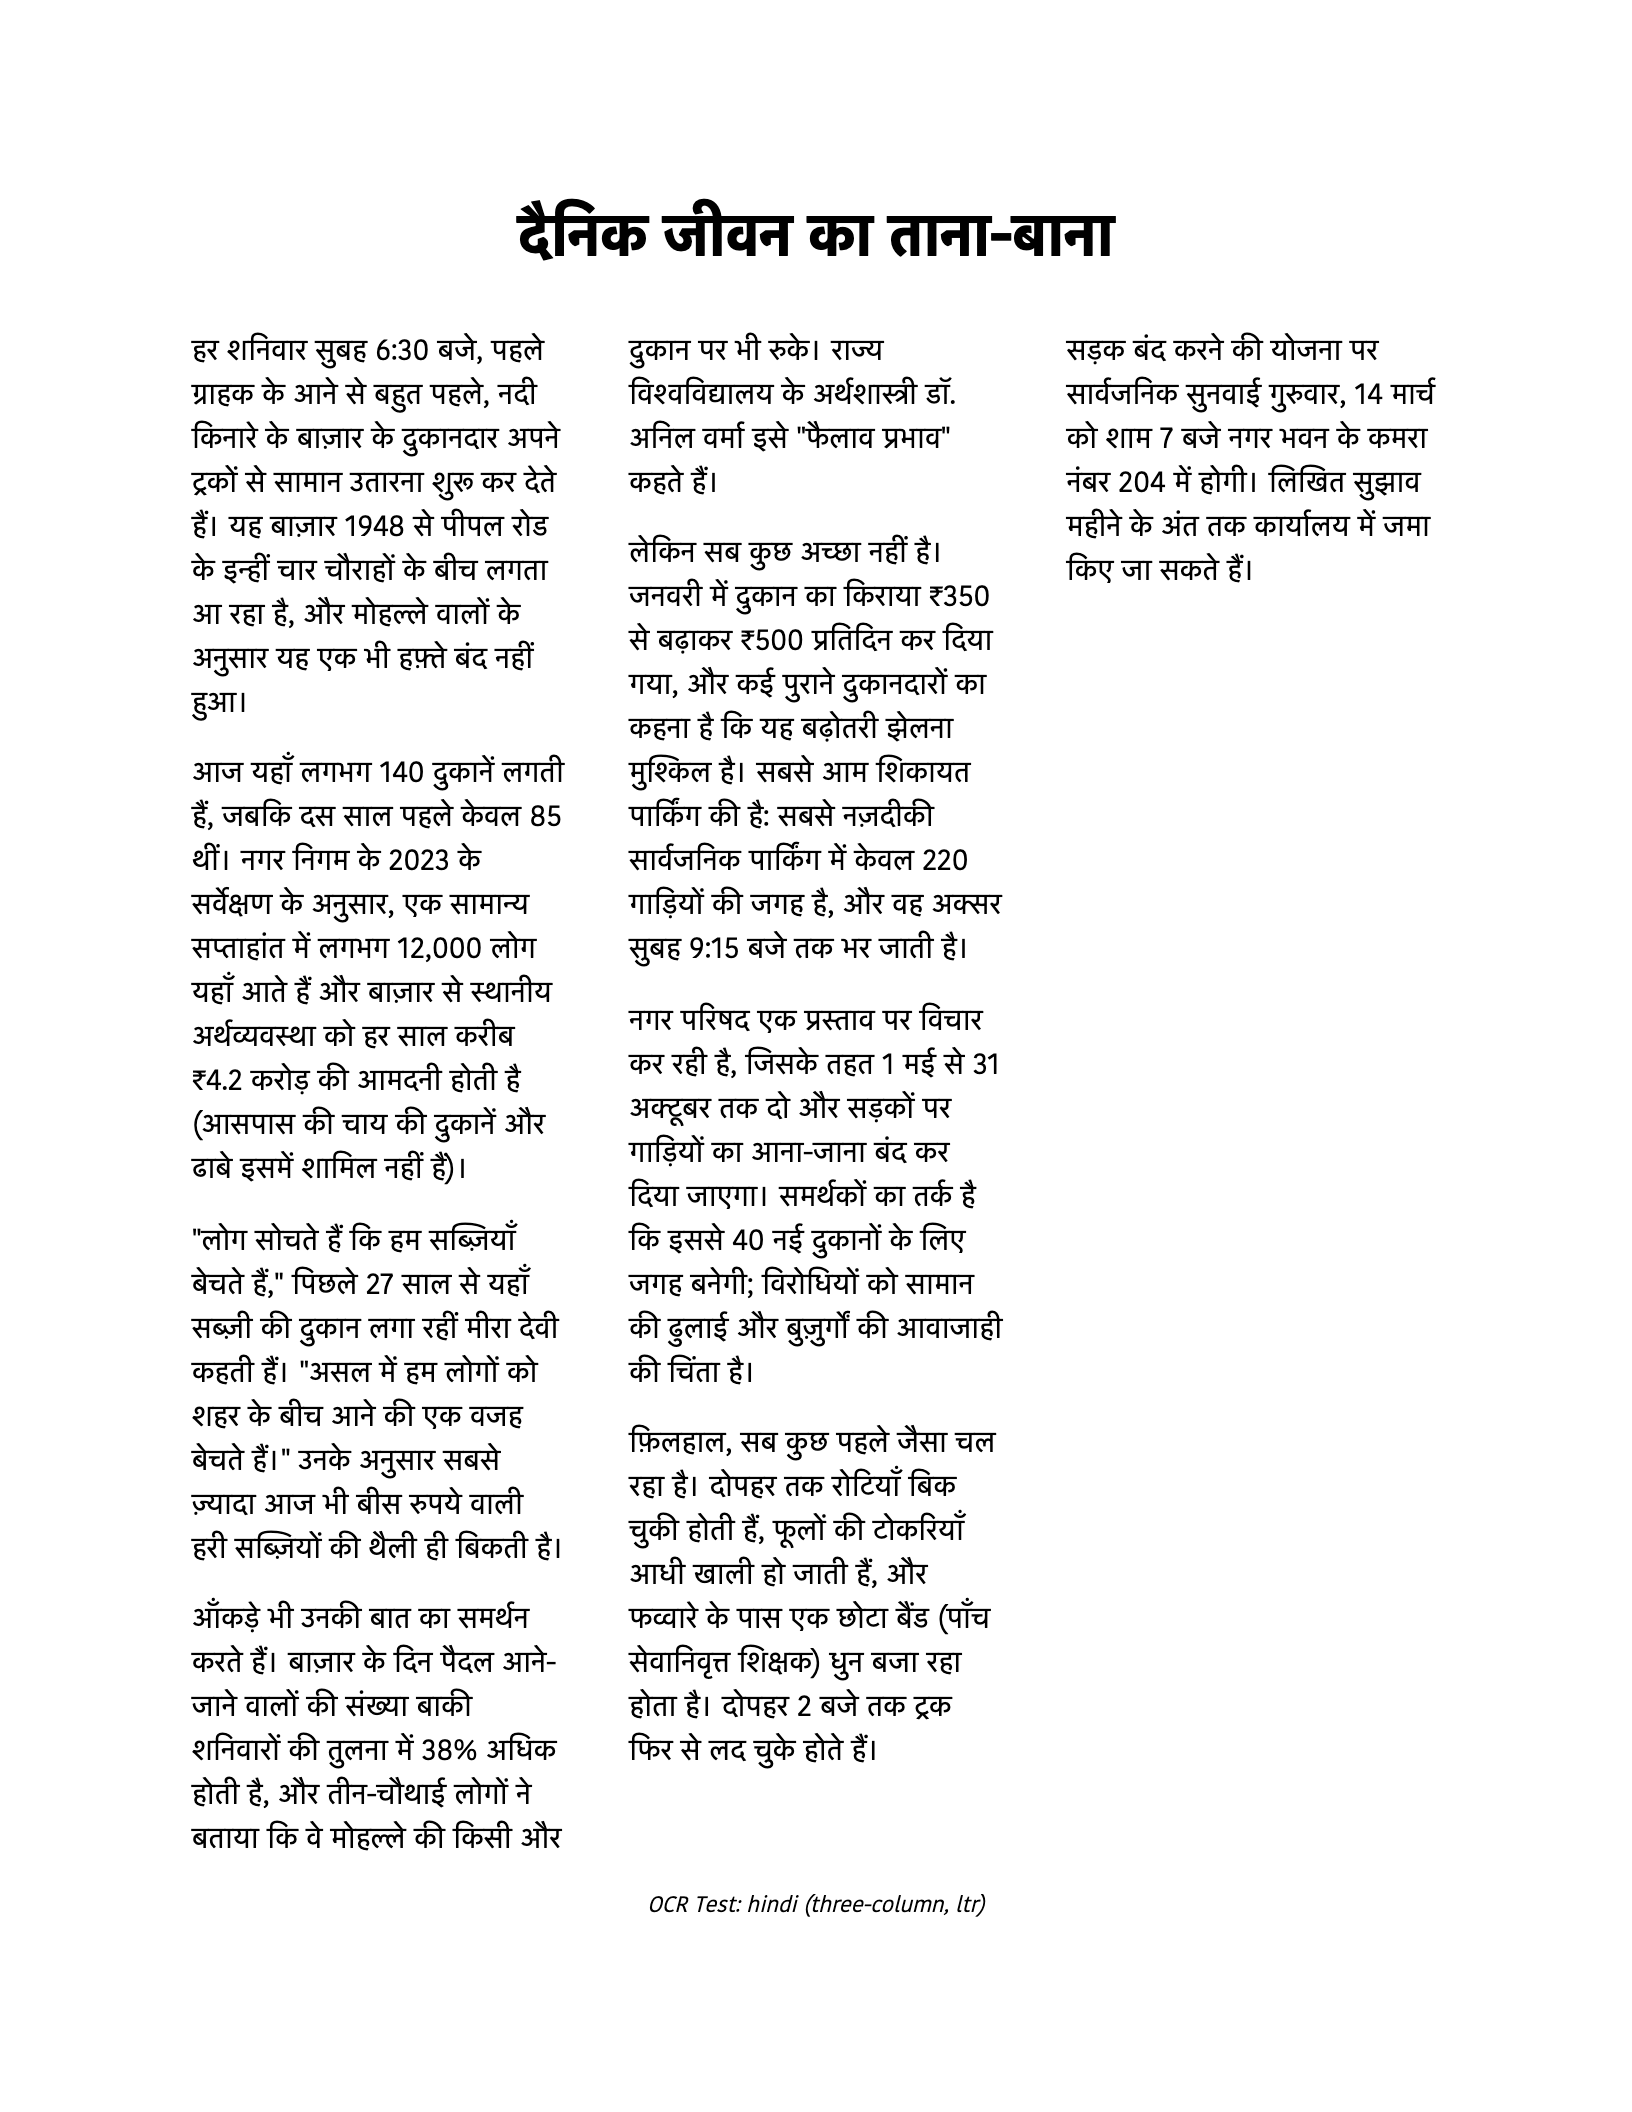 दैनिक जीवन का ताना-बाना
हर शनिवार सुबह 6:30 बजे, पहले
ग्राहक के आने से बहुत पहले, नदी
किनारे के बाज़ार के दुकानदार अपने
ट्रकों से सामान उतारना शुरू कर देते
हैं। यह बाज़ार 1948 से पीपल रोड
के इन्हीं चार चौराहों के बीच लगता
आ रहा है, और मोहल्ले वालों के
अनुसार यह एक भी हफ़्ते बंद नहीं
हुआ।
आज यहाँ लगभग 140 दुकानें लगती
हैं, जबकि दस साल पहले केवल 85
थीं। नगर निगम के 2023 के
सर्वेक्षण के अनुसार, एक सामान्य
सप्ताहांत में लगभग 12,000 लोग
यहाँ आते हैं और बाज़ार से स्थानीय
अर्थव्यवस्था को हर साल करीब
₹4.2 करोड़ की आमदनी होती है
(आसपास की चाय की दुकानें और
ढाबे इसमें शामिल नहीं हैं)।
"लोग सोचते हैं कि हम सब्ज़ियाँ
बेचते हैं," पिछले 27 साल से यहाँ
सब्ज़ी की दुकान लगा रहीं मीरा देवी
कहती हैं। "असल में हम लोगों को
शहर के बीच आने की एक वजह
बेचते हैं।" उनके अनुसार सबसे
ज़्यादा आज भी बीस रुपये वाली
हरी सब्ज़ियों की थैली ही बिकती है।
आँकड़े भी उनकी बात का समर्थन
करते हैं। बाज़ार के दिन पैदल आने-
जाने वालों की संख्या बाकी
शनिवारों की तुलना में 38% अधिक
होती है, और तीन-चौथाई लोगों ने
बताया कि वे मोहल्ले की किसी और
दुकान पर भी रुके। राज्य
विश्वविद्यालय के अर्थशास्त्री डॉ.
अनिल वर्मा इसे "फैलाव प्रभाव"
कहते हैं।
लेकिन सब कुछ अच्छा नहीं है।
जनवरी में दुकान का किराया ₹350
से बढ़ाकर ₹500 प्रतिदिन कर दिया
गया, और कई पुराने दुकानदारों का
कहना है कि यह बढ़ोतरी झेलना
मुश्किल है। सबसे आम शिकायत
पार्किंग की है: सबसे नज़दीकी
सार्वजनिक पार्किंग में केवल 220
गाड़ियों की जगह है, और वह अक्सर
सुबह 9:15 बजे तक भर जाती है।
नगर परिषद एक प्रस्ताव पर विचार
कर रही है, जिसके तहत 1 मई से 31
अक्टूबर तक दो और सड़कों पर
गाड़ियों का आना-जाना बंद कर
दिया जाएगा। समर्थकों का तर्क है
कि इससे 40 नई दुकानों के लिए
जगह बनेगी; विरोधियों को सामान
की ढुलाई और बुज़ुर्गों की आवाजाही
की चिंता है।
फ़िलहाल, सब कुछ पहले जैसा चल
रहा है। दोपहर तक रोटियाँ बिक
चुकी होती हैं, फूलों की टोकरियाँ
आधी खाली हो जाती हैं, और
फव्वारे के पास एक छोटा बैंड (पाँच
सेवानिवृत्त शिक्षक) धुन बजा रहा
होता है। दोपहर 2 बजे तक ट्रक
फिर से लद चुके होते हैं।
सड़क बंद करने की योजना पर
सार्वजनिक सुनवाई गुरुवार, 14 मार्च
को शाम 7 बजे नगर भवन के कमरा
नंबर 204 में होगी। लिखित सुझाव
महीने के अंत तक कार्यालय में जमा
किए जा सकते हैं।
OCR Test: hindi (three-column, ltr)